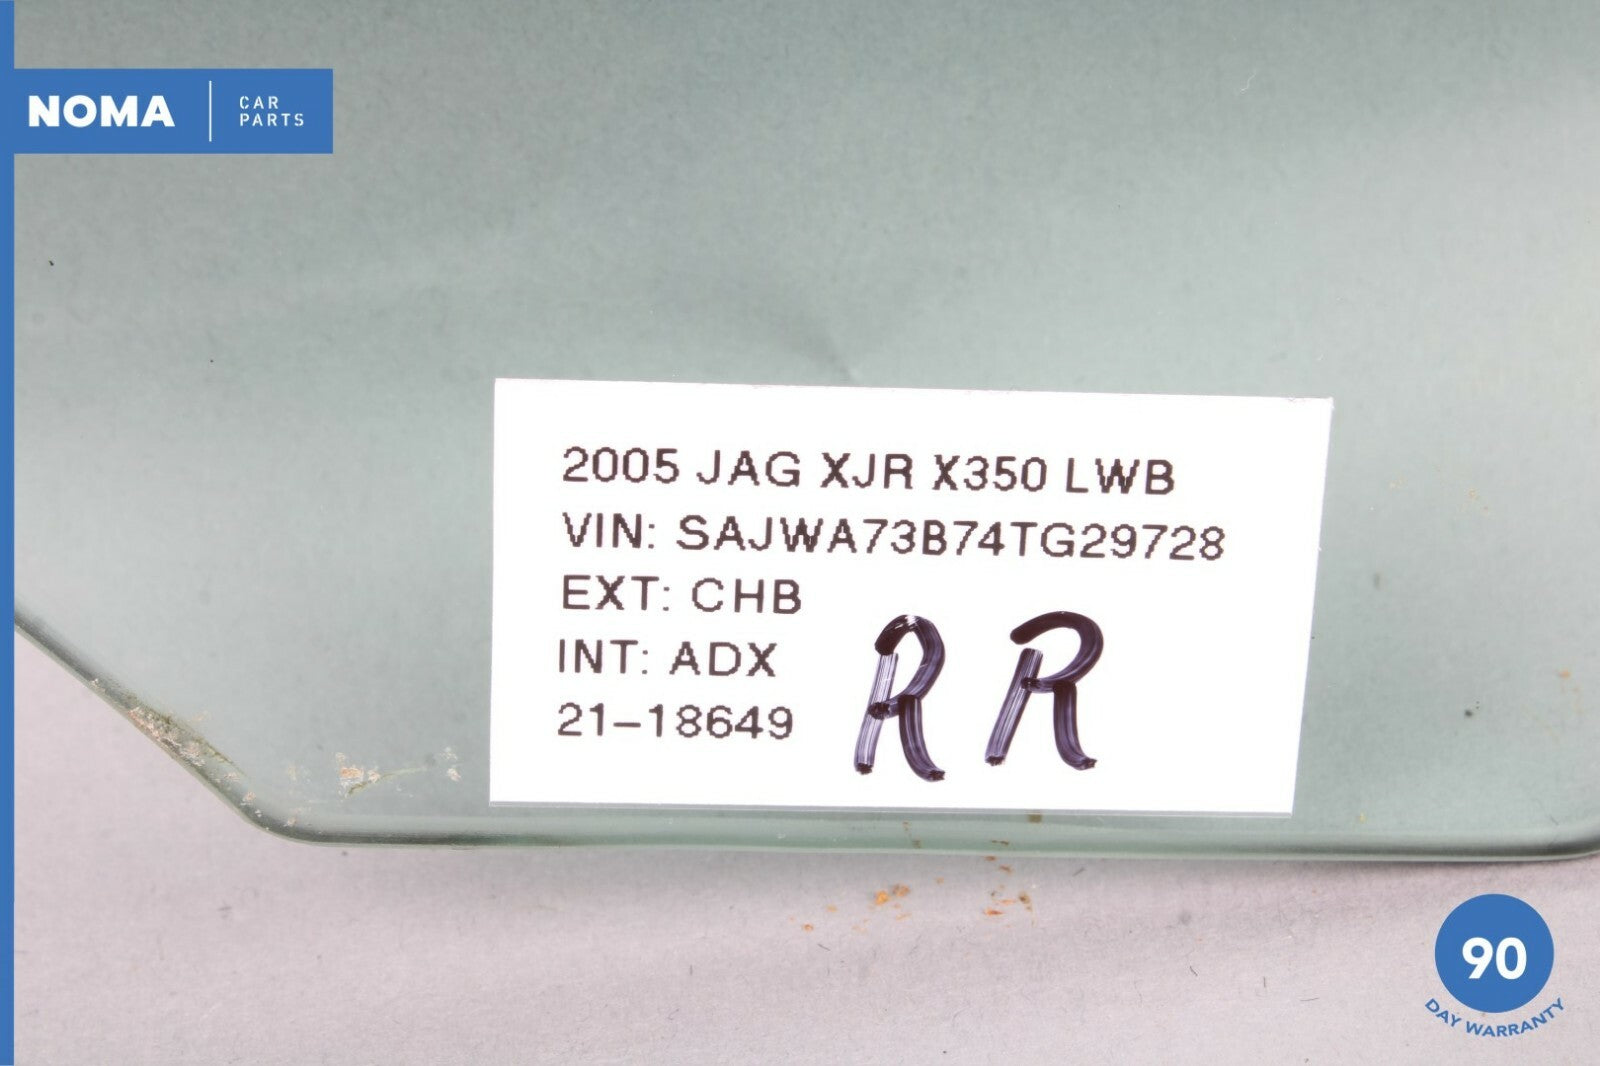 NOMA
CAR
PARTS
2005 JAG XJR X350 LWB
VIN: SAJWA73B74TG29728
EXT: CHB
INT: ADX
21-18649
RR
90
DAY WARRANTY